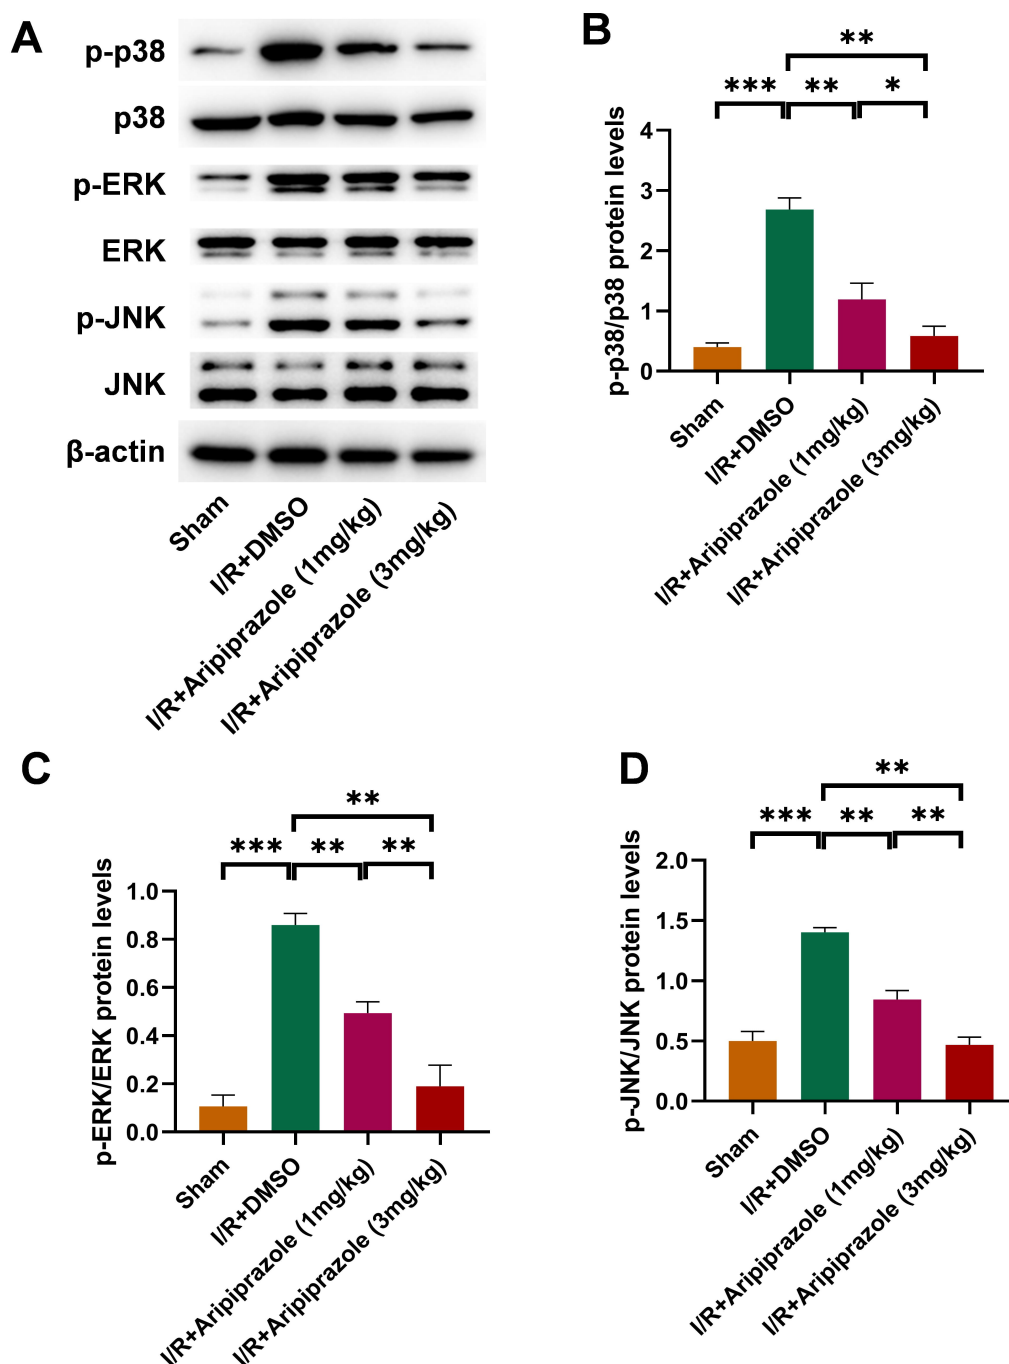 A
p-p38
p38
p-ERK
ERK
p-JNK
JNK
β-actin
Sham
I/R+DMSO
I/R+Aripiprazole (1mg/kg)
I/R+Aripiprazole (3mg/kg)
B
**
*** ** *
p-p38/p38 protein levels
4
3
2
1
0
Sham
I/R+DMSO
I/R+Aripiprazole (1mg/kg)
I/R+Aripiprazole (3mg/kg)
C
**
*** ** **
p-ERK/ERK protein levels
1.0
0.8
0.6
0.4
0.2
0.0
Sham
I/R+DMSO
I/R+Aripiprazole (1mg/kg)
I/R+Aripiprazole (3mg/kg)
D
**
*** ** **
p-JNK/JNK protein levels
2.0
1.5
1.0
0.5
0.0
Sham
I/R+DMSO
I/R+Aripiprazole (1mg/kg)
I/R+Aripiprazole (3mg/kg)